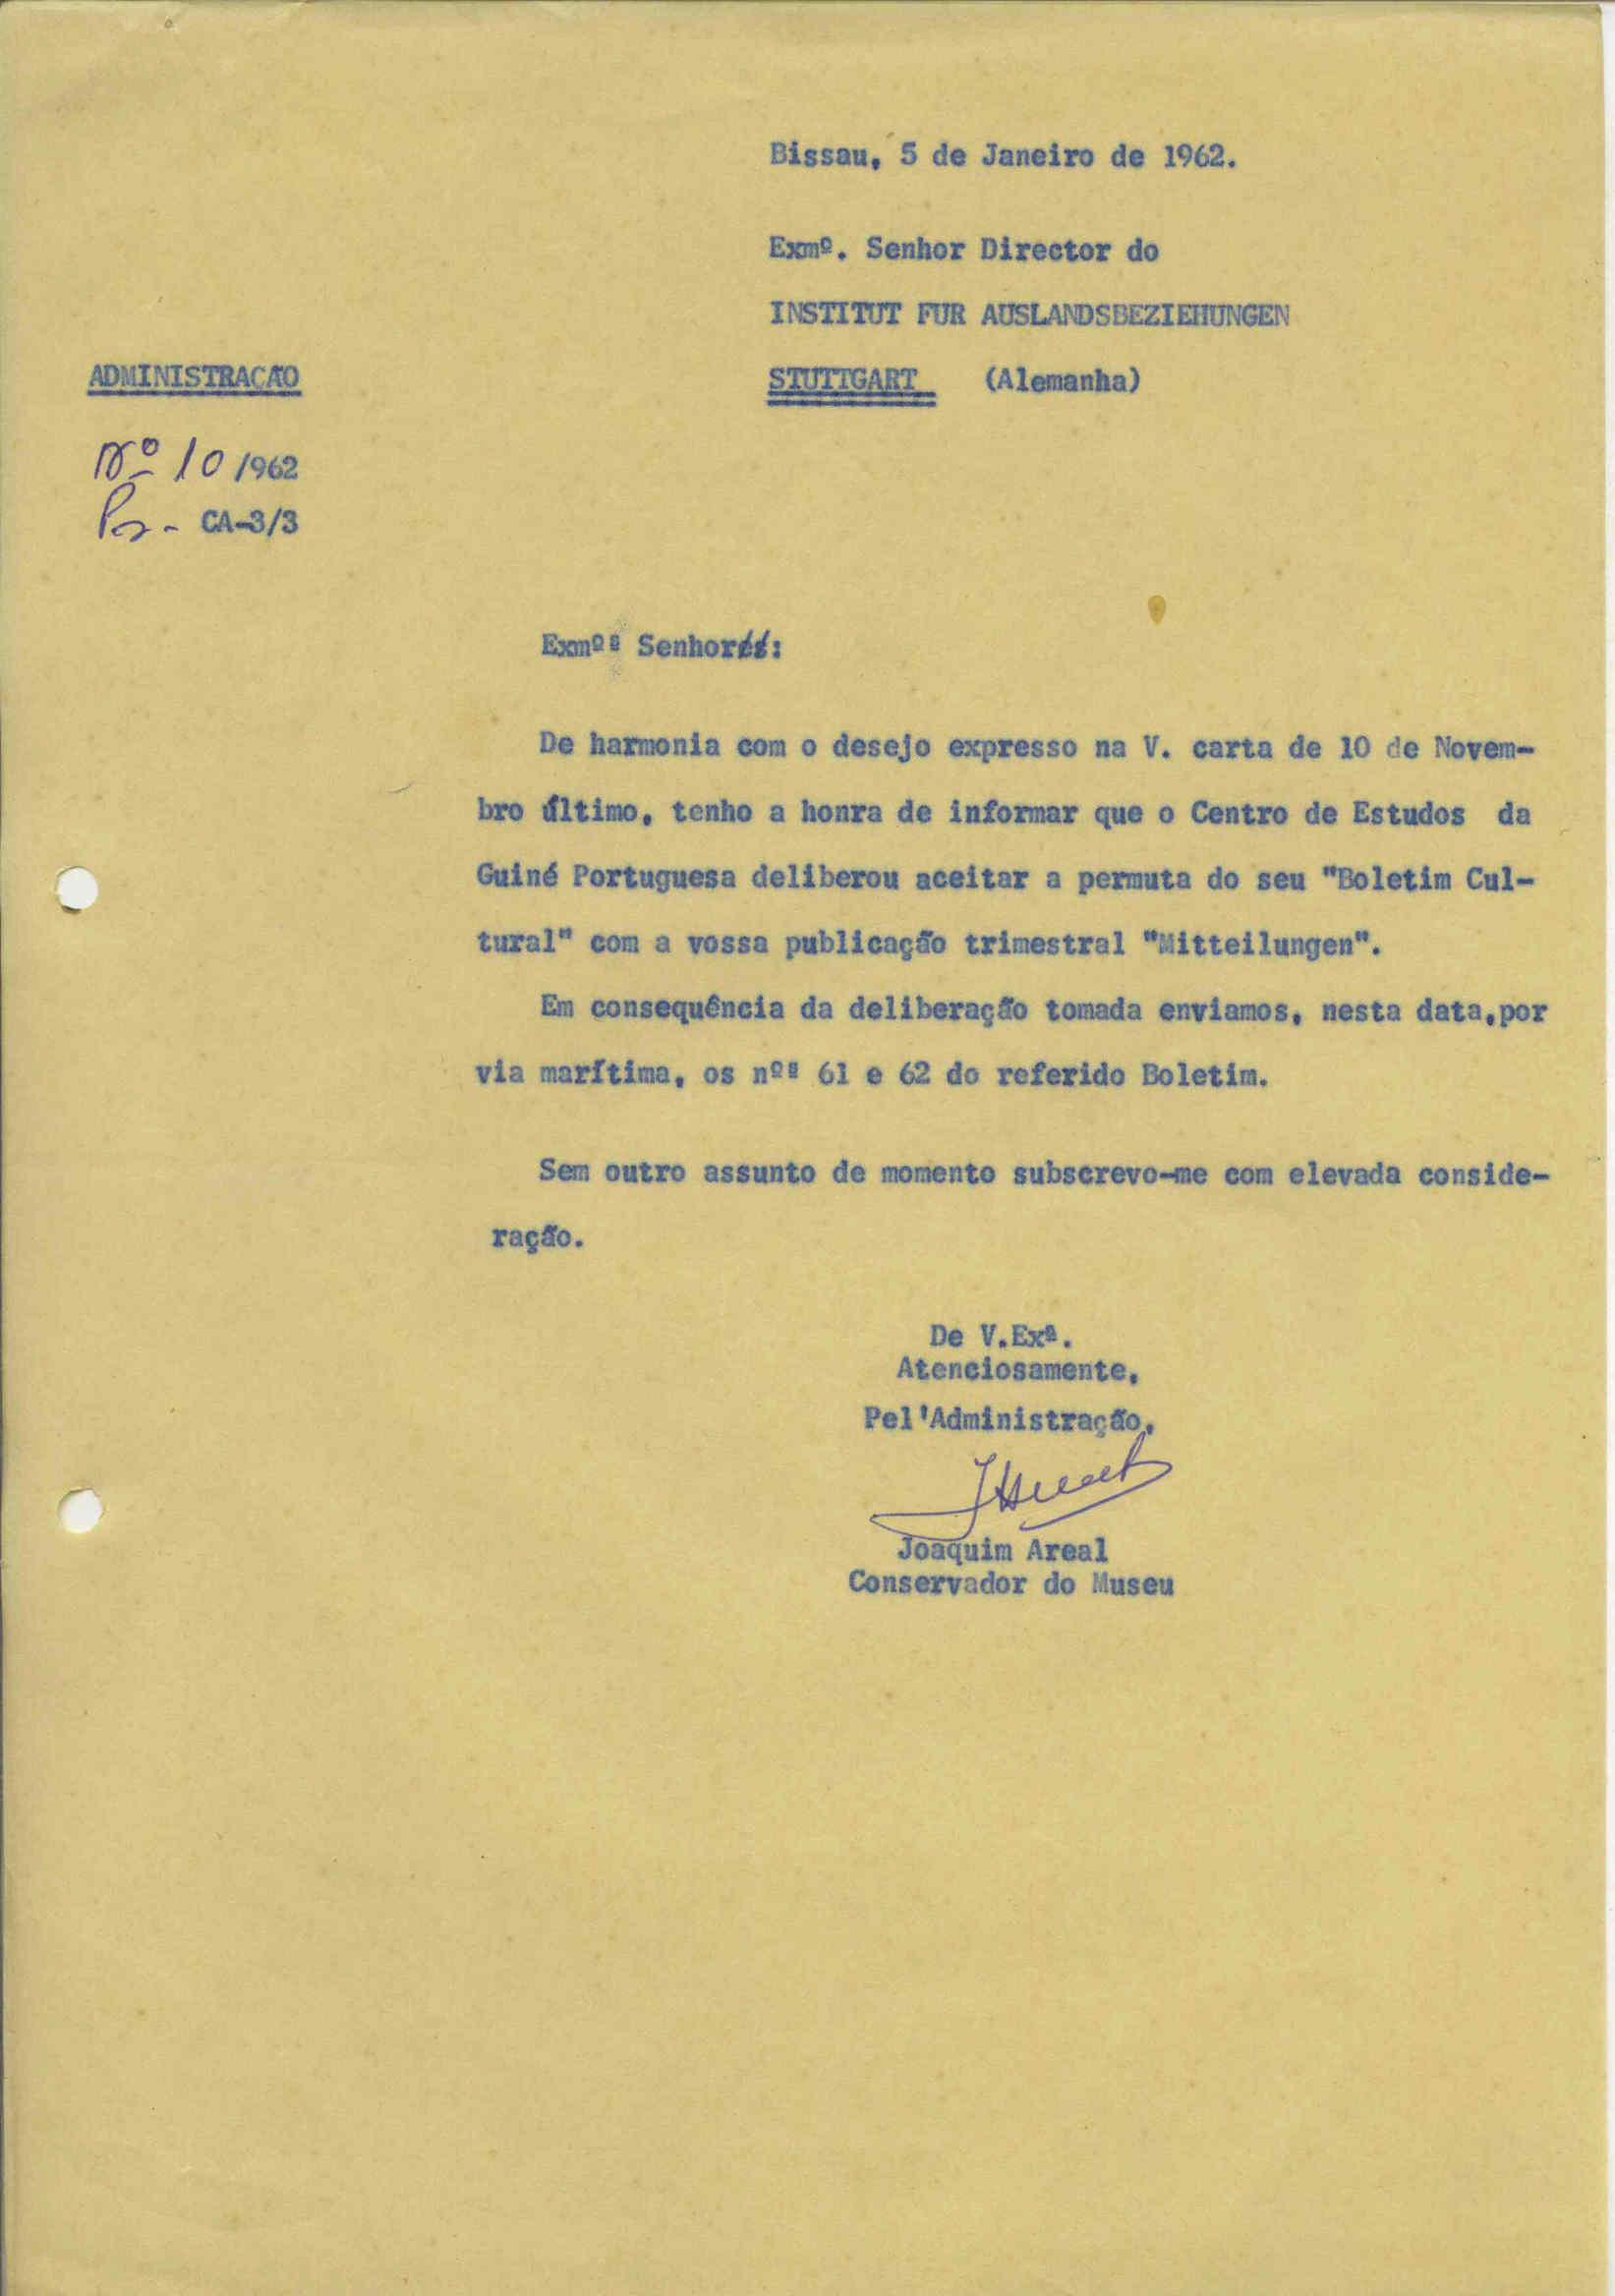 Bissau, 5 de Janeiro de 1962.
Exmº. Senhor Director do
INSTITUT FUR AUSLANDSBEZIEHUNGEN
STUTTGART (Alemanha)
ADMINISTRAÇÃO
Nº 10/962
CA-3/3
Exmº Senhor:
De harmonia com o desejo expresso na V. carta de 10 de Novem-
bro último, tenho a honra de informar que o Centro de Estudos da
Guiné Portuguesa deliberou aceitar a permuta do seu "Boletim Cul-
tural" com a vossa publicação trimestral "Mitteilungen".
Em consequência da deliberação tomada enviamos, nesta data,por
via marítima, os nºs 61 e 62 do referido Boletim.
Sem outro assunto de momento subscrevo-me com elevada conside-
ração.
De V.Exª.
Atenciosamente,
Pel'Administração,
Joaquim Areal
Conservador do Museu